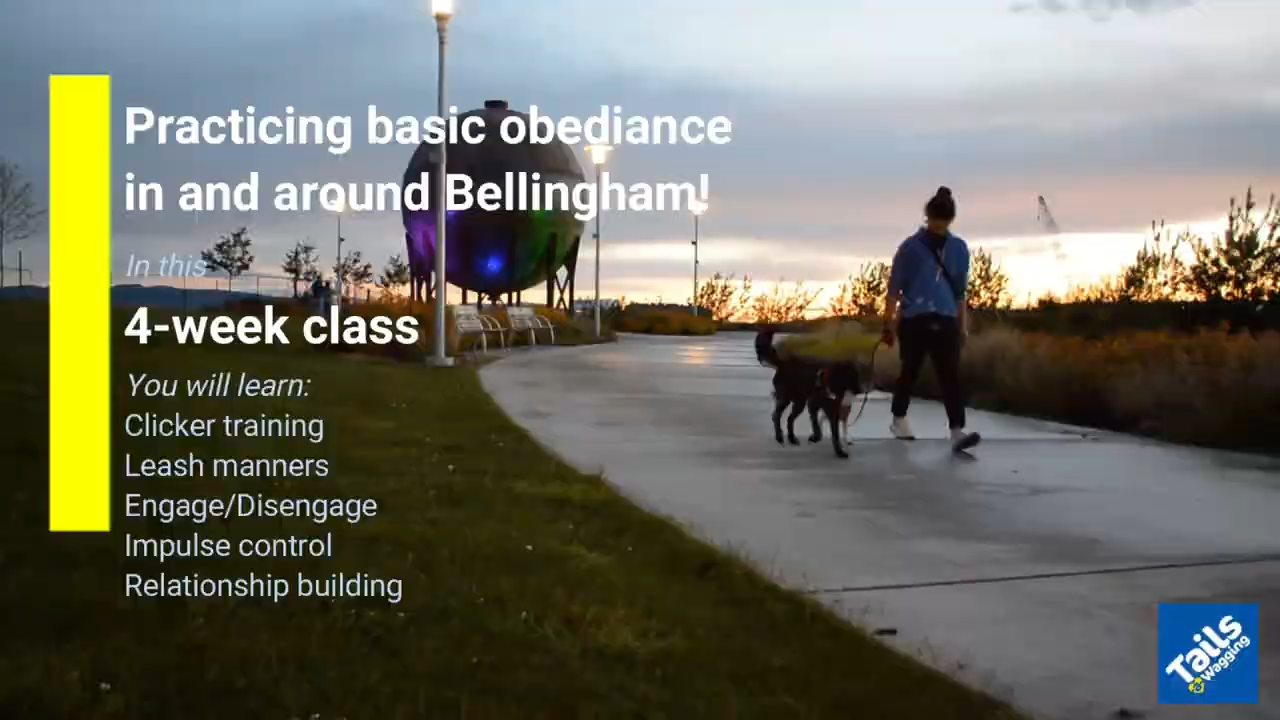 Practicing basic obediance
in and around Bellingham!
In this
4-week class
You will learn:
Clicker training
Leash manners
Engage/Disengage
Impulse control
Relationship building
Tails
a Wagging